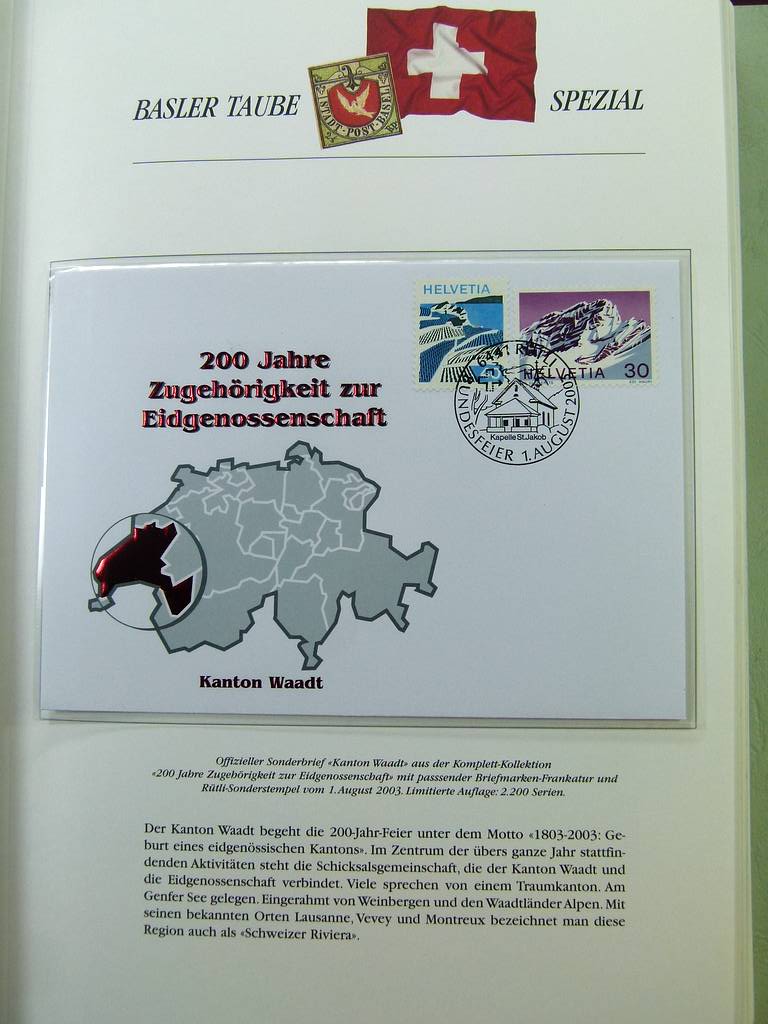 BASLER TAUBE
STADT-POST-BASEL
SPEZIAL
HELVETIA
HELVETIA 30
6441 RÜTLI
BUNDESFEIER 1. AUGUST 2003
Kapelle St. Jakob
200 Jahre
Zugehörigkeit zur
Eidgenossenschaft
Kanton Waadt
Offizieller Sonderbrief «Kanton Waadt» aus der Komplett-Kollektion
«200 Jahre Zugehörigkeit zur Eidgenossenschaft» mit passsender Briefmarken-Frankatur und
Rütli-Sonderstempel vom 1. August 2003. Limitierte Auflage: 2.200 Serien.
Der Kanton Waadt begeht die 200-Jahr-Feier unter dem Motto «1803-2003: Ge-
burt eines eidgenössischen Kantons». Im Zentrum der übers ganze Jahr stattfin-
denden Aktivitäten steht die Schicksalsgemeinschaft, die der Kanton Waadt und
die Eidgenossenschaft verbindet. Viele sprechen von einem Traumkanton. Am
Genfer See gelegen. Eingerahmt von Weinbergen und den Waadtländer Alpen. Mit
seinen bekannten Orten Lausanne, Vevey und Montreux bezeichnet man diese
Region auch als «Schweizer Riviera».